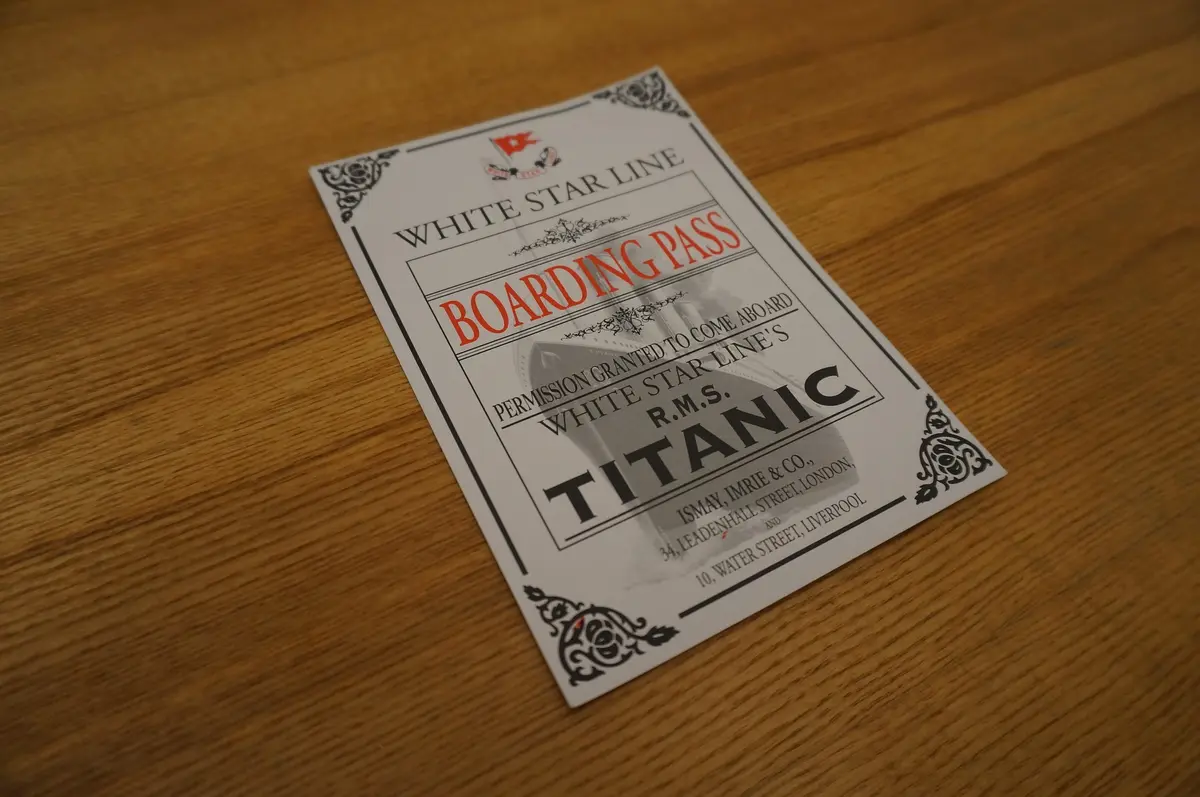 WHITE STAR LINE
BOARDING PASS
PERMISSION GRANTED TO COME ABOARD
WHITE STAR LINE'S
R.M.S.
TITANIC
ISMAY, IMRIE & CO.,
34, LEADENHALL STREET, LONDON,
AND
10, WATER STREET, LIVERPOOL